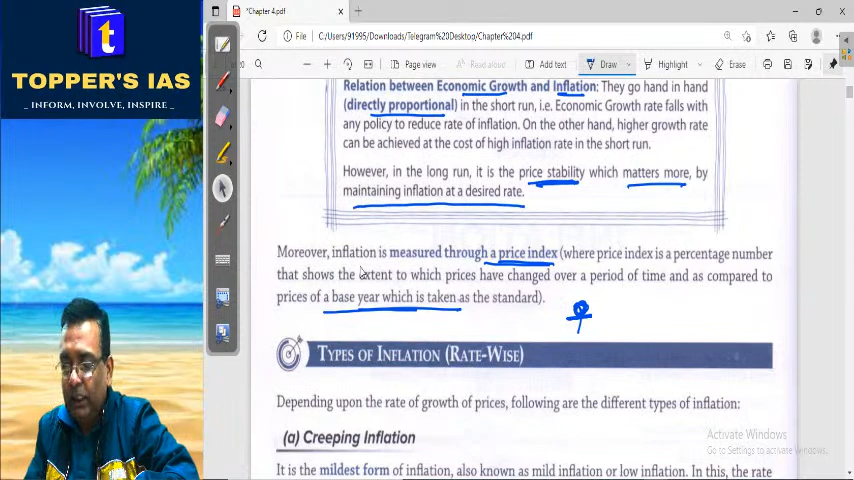 TOPPER'S IAS
_ INFORM, INVOLVE, INSPIRE _
*Chapter 4.pdf
File
C:/Users/91995/Downloads/Telegram%20Desktop/Chapter%204.pdf
Page view
Read aloud
Add text
Draw
Highlight
Erase
Relation between Economic Growth and Inflation: They go hand in hand
(directly proportional) in the short run, i.e. Economic Growth rate falls with
any policy to reduce rate of inflation. On the other hand, higher growth rate
can be achieved at the cost of high inflation rate in the short run.
However, in the long run, it is the price stability which matters more, by
maintaining inflation at a desired rate.
Moreover, inflation is measured through a price index (where price index is a percentage number
that shows the extent to which prices have changed over a period of time and as compared to
prices of a base year which is taken as the standard).
TYPES OF INFLATION (RATE-WISE)
Depending upon the rate of growth of prices, following are the different types of inflation:
(a) Creeping Inflation
It is the mildest form of inflation, also known as mild inflation or low inflation. In this, the rate
Activate Windows
Go to Settings to activate Windows.